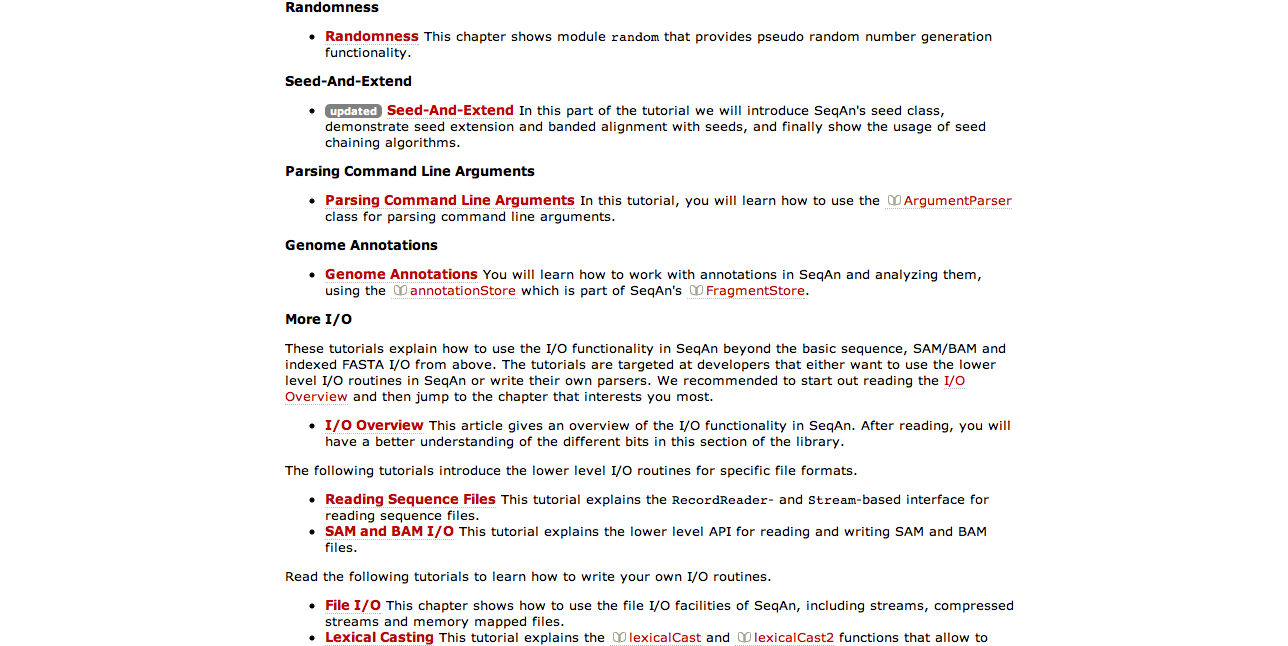 Randomness
Randomness This chapter shows module random that provides pseudo random number generation
functionality.
Seed-And-Extend
updated Seed-And-Extend In this part of the tutorial we will introduce SeqAn's seed class,
demonstrate seed extension and banded alignment with seeds, and finally show the usage of seed
chaining algorithms.
Parsing Command Line Arguments
Parsing Command Line Arguments In this tutorial, you will learn how to use the ArgumentParser
class for parsing command line arguments.
Genome Annotations
Genome Annotations You will learn how to work with annotations in SeqAn and analyzing them,
using the annotationStore which is part of SeqAn's FragmentStore.
More I/O
These tutorials explain how to use the I/O functionality in SeqAn beyond the basic sequence, SAM/BAM and
indexed FASTA I/O from above. The tutorials are targeted at developers that either want to use the lower
level I/O routines in SeqAn or write their own parsers. We recommended to start out reading the I/O
Overview and then jump to the chapter that interests you most.
I/O Overview This article gives an overview of the I/O functionality in SeqAn. After reading, you will
have a better understanding of the different bits in this section of the library.
The following tutorials introduce the lower level I/O routines for specific file formats.
Reading Sequence Files This tutorial explains the RecordReader- and Stream-based interface for
reading sequence files.
SAM and BAM I/O This tutorial explains the lower level API for reading and writing SAM and BAM
files.
Read the following tutorials to learn how to write your own I/O routines.
File I/O This chapter shows how to use the file I/O facilities of SeqAn, including streams, compressed
streams and memory mapped files.
Lexical Casting This tutorial explains the lexicalCast and lexicalCast2 functions that allow to